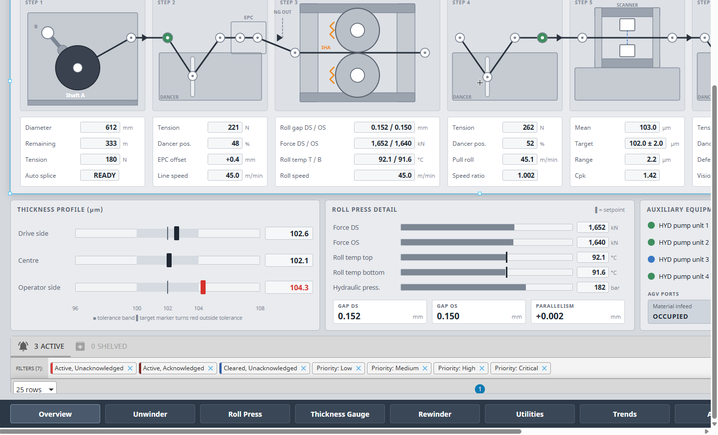 STEP 1
STEP 2
STEP 3
STEP 4
STEP 5
SCANNER
NG OUT
EPC
IHA
Shaft A
DANCER
DANCER
DANC
Diameter 612 mm
Remaining 333 m
Tension 180 N
Auto splice READY
Tension 221 N
Dancer pos. 48 %
EPC offset +0.4 mm
Line speed 45.0 m/min
Roll gap DS / OS 0.152 / 0.150 mm
Force DS / OS 1,652 / 1,640 kN
Roll temp T / B 92.1 / 91.6 °C
Roll speed 45.0 m/min
Tension 262 N
Dancer pos. 52 %
Pull roll 45.1 m/min
Speed ratio 1.002
Mean 103.0 µm
Target 102.0 ± 2.0 µm
Range 2.2 µm
Cpk 1.42
Tens
Danc
Defe
Visio
THICKNESS PROFILE (µm)
Drive side 102.6
Centre 102.1
Operator side 104.3
96 100 102 104 108
tolerance band target marker turns red outside tolerance
ROLL PRESS DETAIL
= setpoint
Force DS 1,652 kN
Force OS 1,640 kN
Roll temp top 92.1 °C
Roll temp bottom 91.6 °C
Hydraulic press. 182 bar
GAP DS
0.152 mm
GAP OS
0.150 mm
PARALLELISM
+0.002 mm
AUXILIARY EQUIPM
HYD pump unit 1
HYD pump unit 2
HYD pump unit 3
HYD pump unit 4
AGV PORTS
Material infeed
OCCUPIED
3 ACTIVE
0 SHELVED
FILTERS (7):
Active, Unacknowledged
Active, Acknowledged
Cleared, Unacknowledged
Priority: Low
Priority: Medium
Priority: High
Priority: Critical
25 rows
1
Overview
Unwinder
Roll Press
Thickness Gauge
Rewinder
Utilities
Trends
A